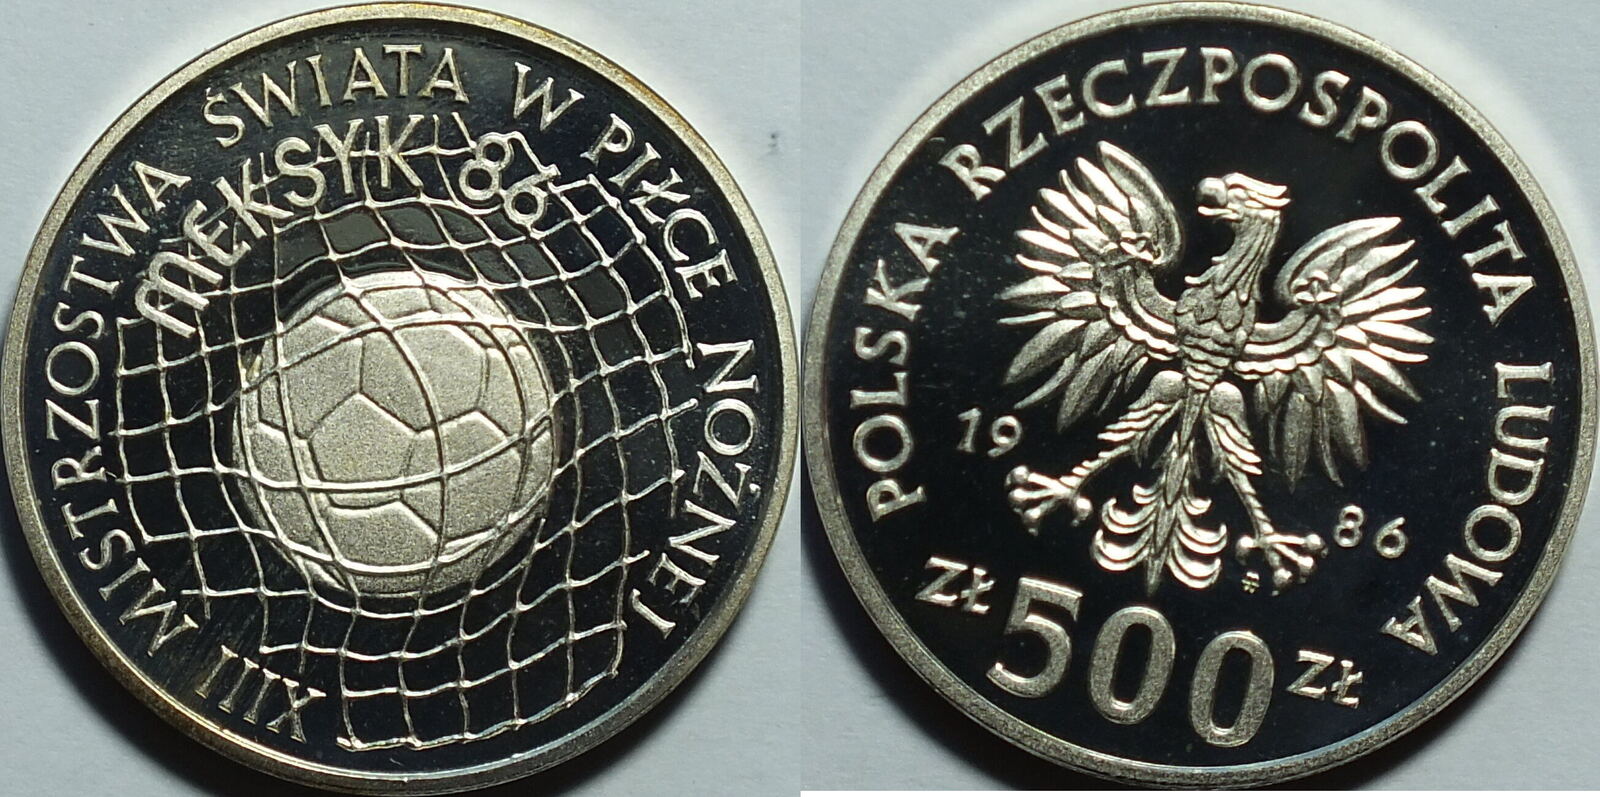 XIII MISTRZOSTWA ŚWIATA W PIŁCE NOŻNEJ
MEKSYK 86
POLSKA RZECZPOSPOLITA LUDOWA
19 86
ZŁ 500 ZŁ